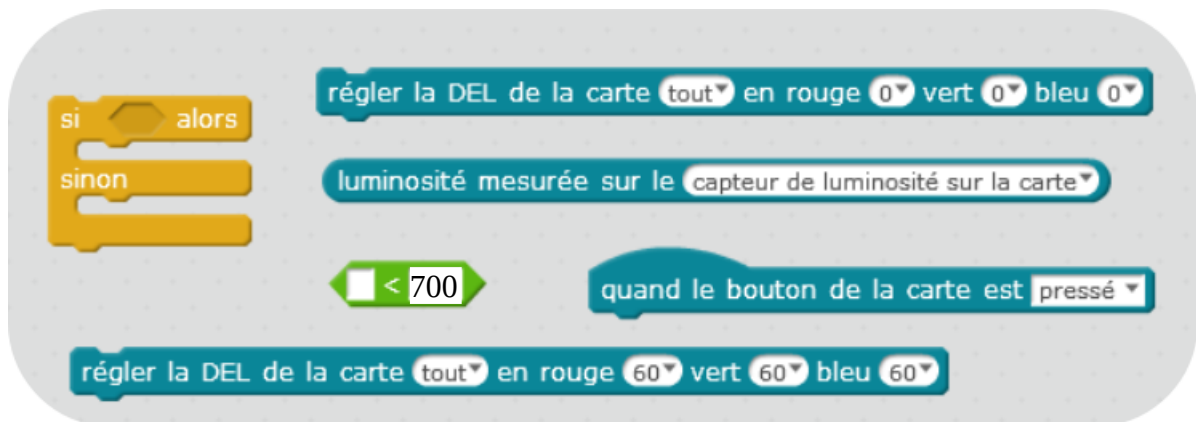 régler la DEL de la carte tout en rouge 0 vert 0 bleu 0
si alors
sinon
luminosité mesurée sur le capteur de luminosité sur la carte
< 700
quand le bouton de la carte est pressé
régler la DEL de la carte tout en rouge 60 vert 60 bleu 60